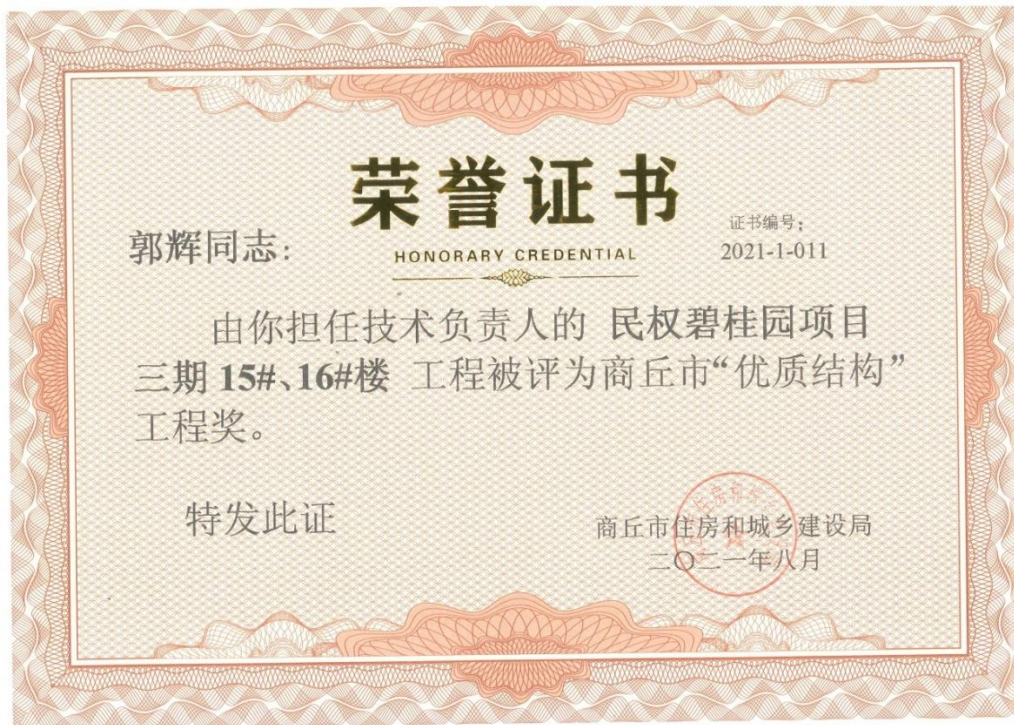 荣誉证书
HONORARY CREDENTIAL
证书编号：
2021-1-011
郭辉同志：
由你担任技术负责人的 民权碧桂园项目
三期 15#、16#楼 工程被评为商丘市“优质结构”
工程奖。
特发此证
商丘市住房和城乡建设局
二〇二一年八月